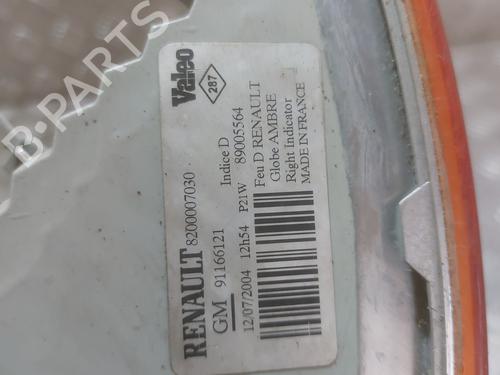 B-PARTS
Valeo
287
RENAULT 8200007030
Indice D
GM 91166121
89005564
12/07/2004 12h54 P21W
Feu D RENAULT
Globe AMBRE
Right Indicator
MADE IN FRANCE